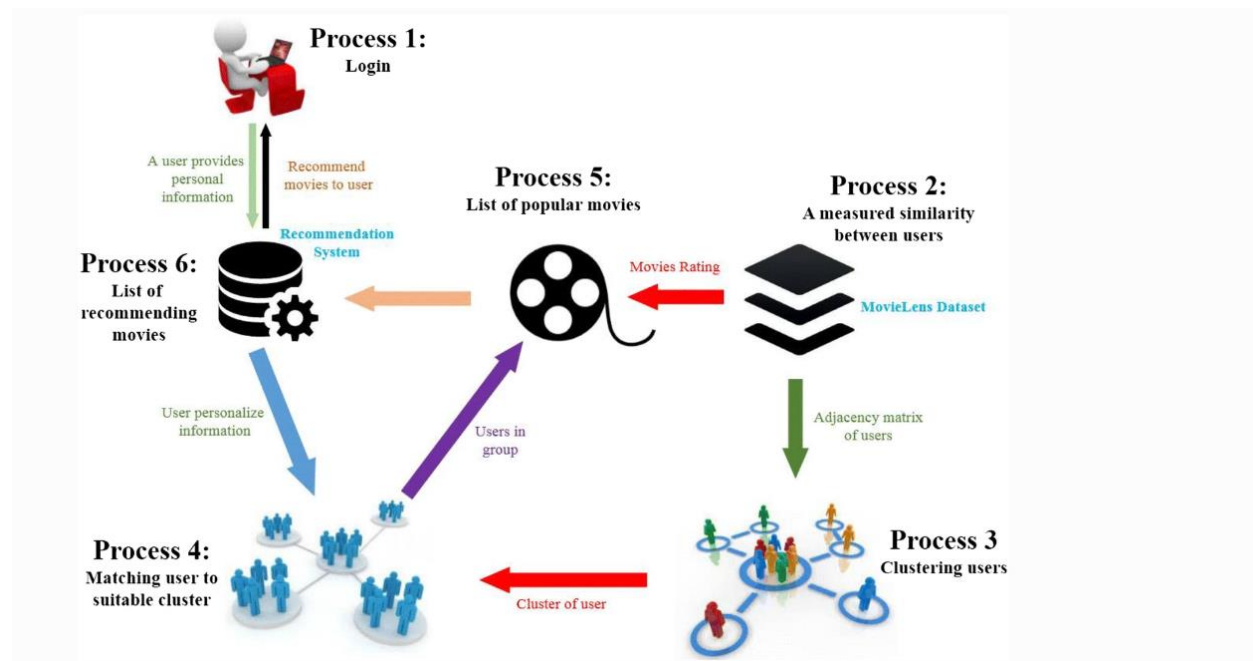 Process 1:
Login
A user provides
personal
information
Recommend
movies to user
Process 5:
List of popular movies
Process 2:
A measured similarity
between users
Recommendation
System
Process 6:
List of
recommending
movies
Movies Rating
MovieLens Dataset
User personalize
information
Users in
group
Adjacency matrix
of users
Process 4:
Matching user to
suitable cluster
Cluster of user
Process 3
Clustering users